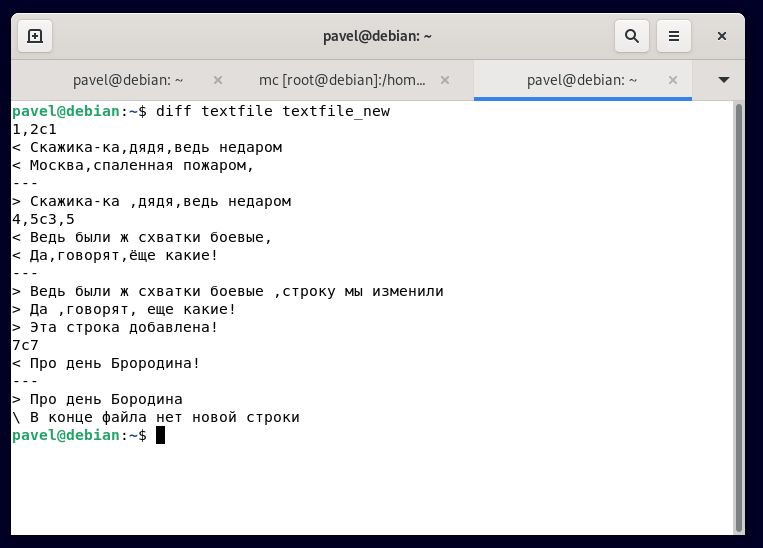 pavel@debian: ~
pavel@debian: ~
mc [root@debian]:/hom...
pavel@debian: ~
pavel@debian:~$ diff textfile textfile_new
1,2c1
< Скажика-ка,дядя,ведь недаром
< Москва,спаленная пожаром,
---
> Скажика-ка ,дядя,ведь недаром
4,5c3,5
< Ведь были ж схватки боевые,
< Да,говорят,ёще какие!
---
> Ведь были ж схватки боевые ,строку мы изменили
> Да ,говорят, еще какие!
> Эта строка добавлена!
7c7
< Про день Брородина!
---
> Про день Бородина
\ В конце файла нет новой строки
pavel@debian:~$